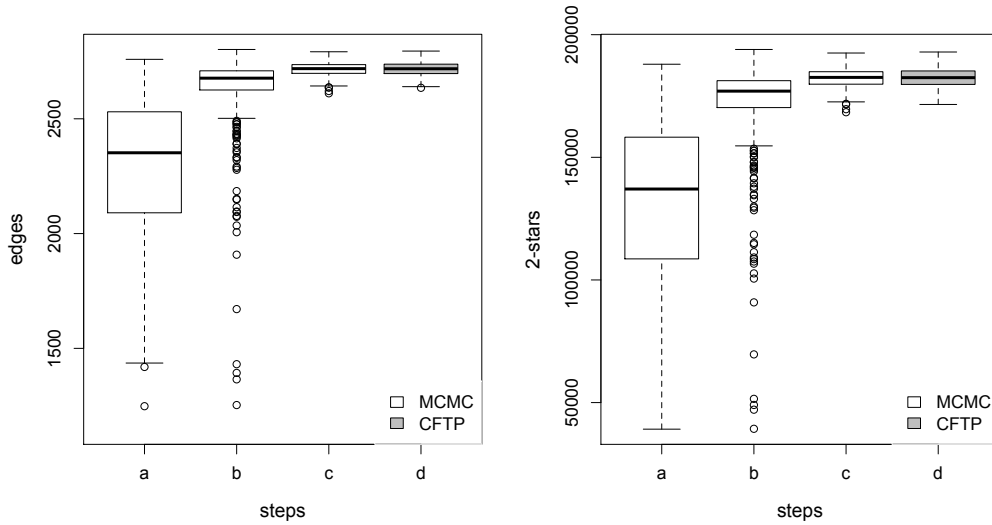 edges
2500
2000
1500
a
b
c
d
steps
MCMC
CFTP
2-stars
200000
150000
100000
50000
a
b
c
d
steps
MCMC
CFTP